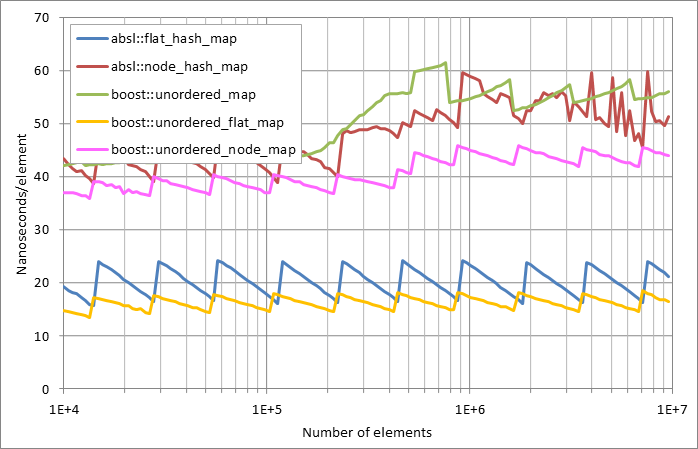 70
60
50
40
30
20
10
0
Nanoseconds/element
absl::flat_hash_map
absl::node_hash_map
boost::unordered_map
boost::unordered_flat_map
boost::unordered_node_map
1E+4 1E+5 1E+6 1E+7
Number of elements